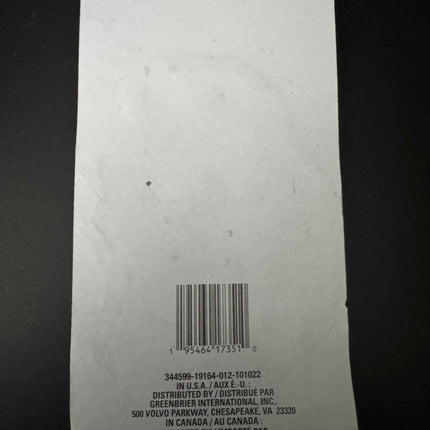 1 95464 17351 0
344599-19164-012-101022
IN U.S.A. / AUX É.-U. :
DISTRIBUTED BY / DISTRIBUÉ PAR
GREENBRIER INTERNATIONAL, INC.,
500 VOLVO PARKWAY, CHESAPEAKE, VA 23320
IN CANADA / AU CANADA :